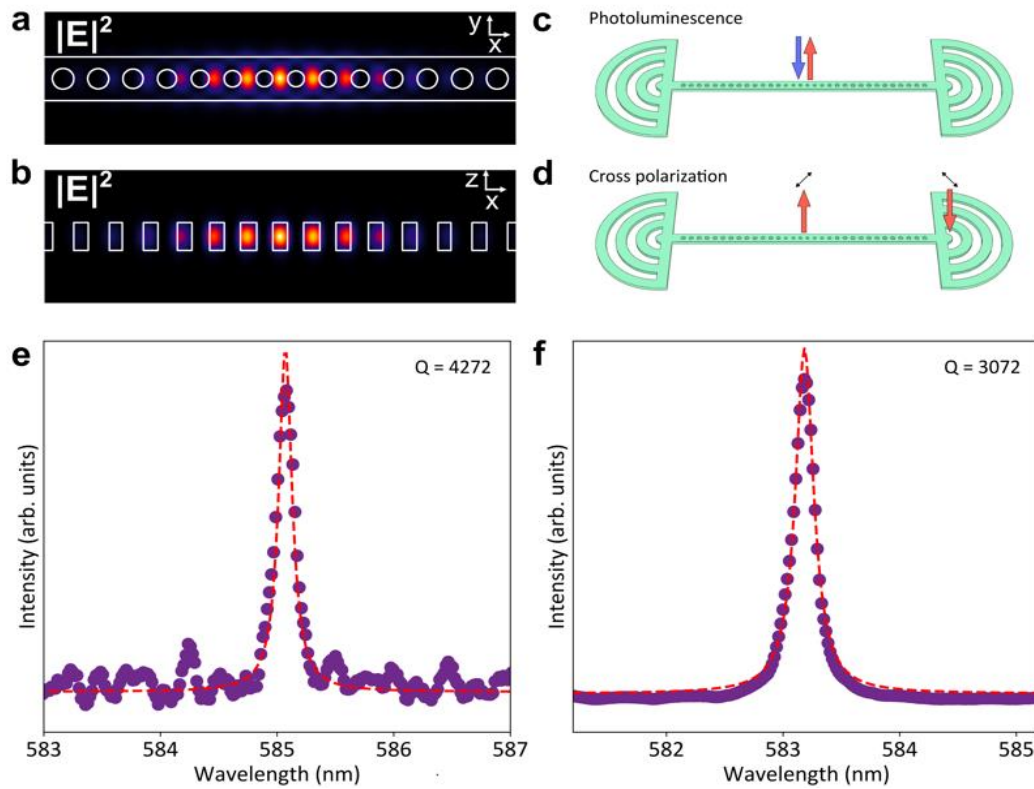 a
|E|²
y
x
b
|E|²
z
x
c
Photoluminescence
d
Cross polarization
e
Q = 4272
Intensity (arb. units)
583 584 585 586 587
Wavelength (nm)
f
Q = 3072
Intensity (arb. units)
582 583 584 585
Wavelength (nm)